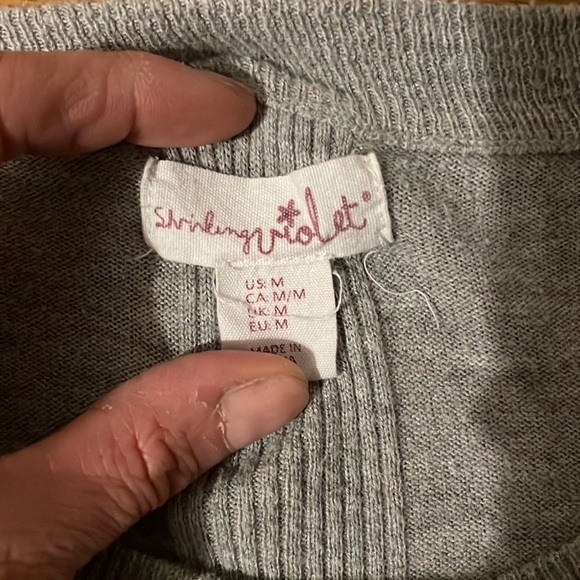 Shrinking violet®
US: M
CA: M/M
UK: M
EU: M
MADE IN